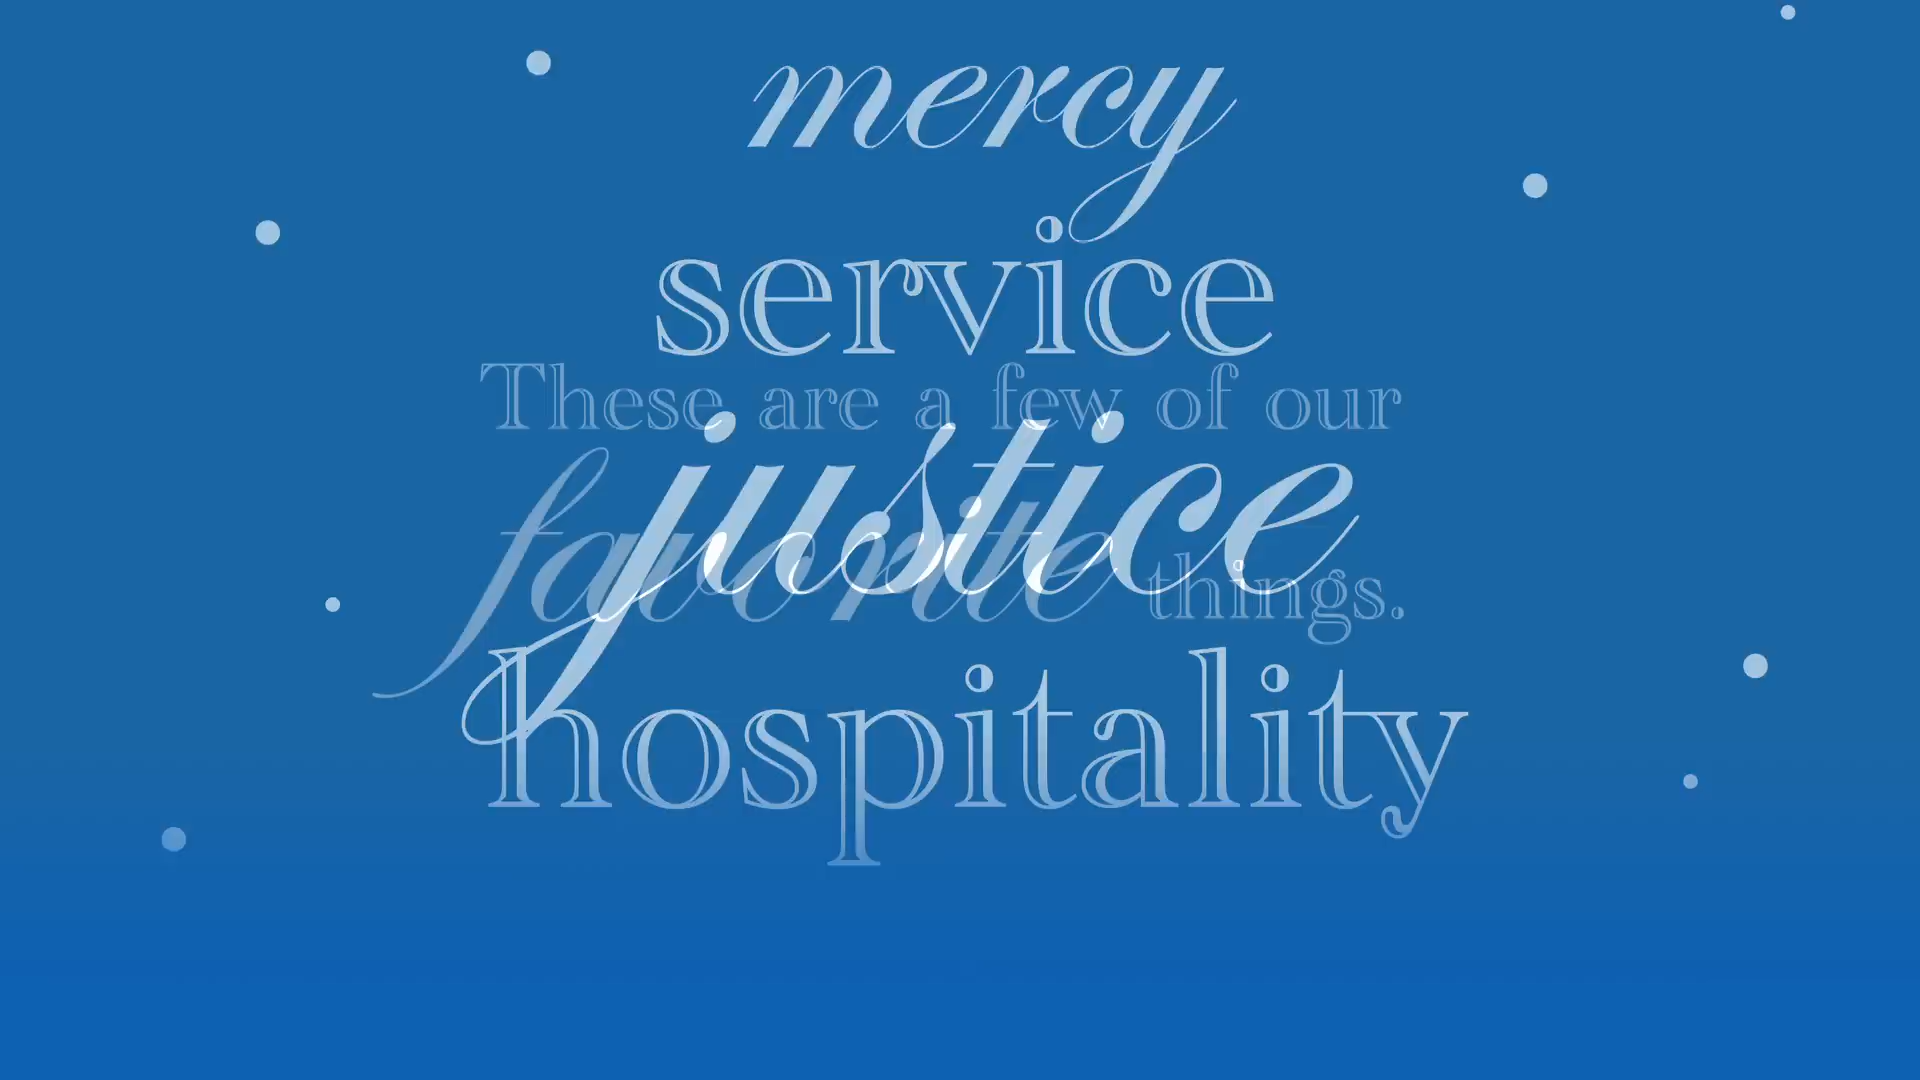 mercy
service
These are a few of our
justice
favorite things.
hospitality